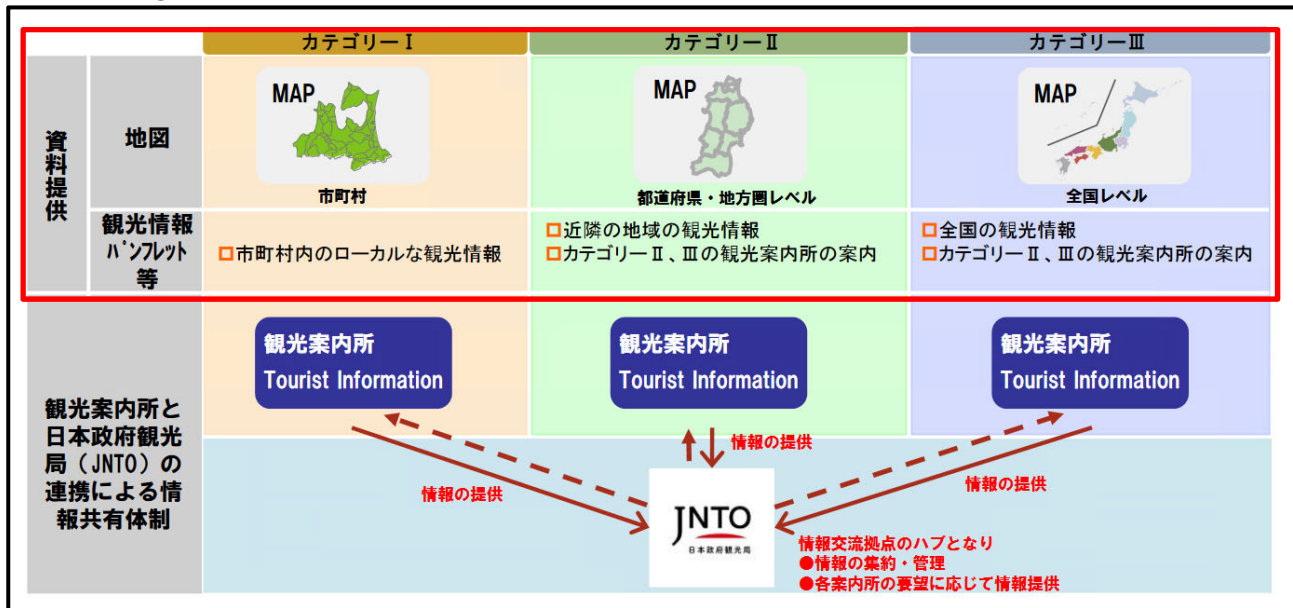 カテゴリーⅠ
カテゴリーⅡ
カテゴリーⅢ
資料提供
地図
MAP
市町村
MAP
都道府県・地方圏レベル
MAP
全国レベル
観光情報
パンフレット
等
市町村内のローカルな観光情報
近隣の地域の観光情報
カテゴリーⅡ、Ⅲの観光案内所の案内
全国の観光情報
カテゴリーⅡ、Ⅲの観光案内所の案内
観光案内所と
日本政府観光
局（JNTO）の
連携による情
報共有体制
観光案内所
Tourist Information
観光案内所
Tourist Information
観光案内所
Tourist Information
情報の提供
情報の提供
情報の提供
JNTO
日本政府観光局
情報交流拠点のハブとなり
●情報の集約・管理
●各案内所の要望に応じて情報提供